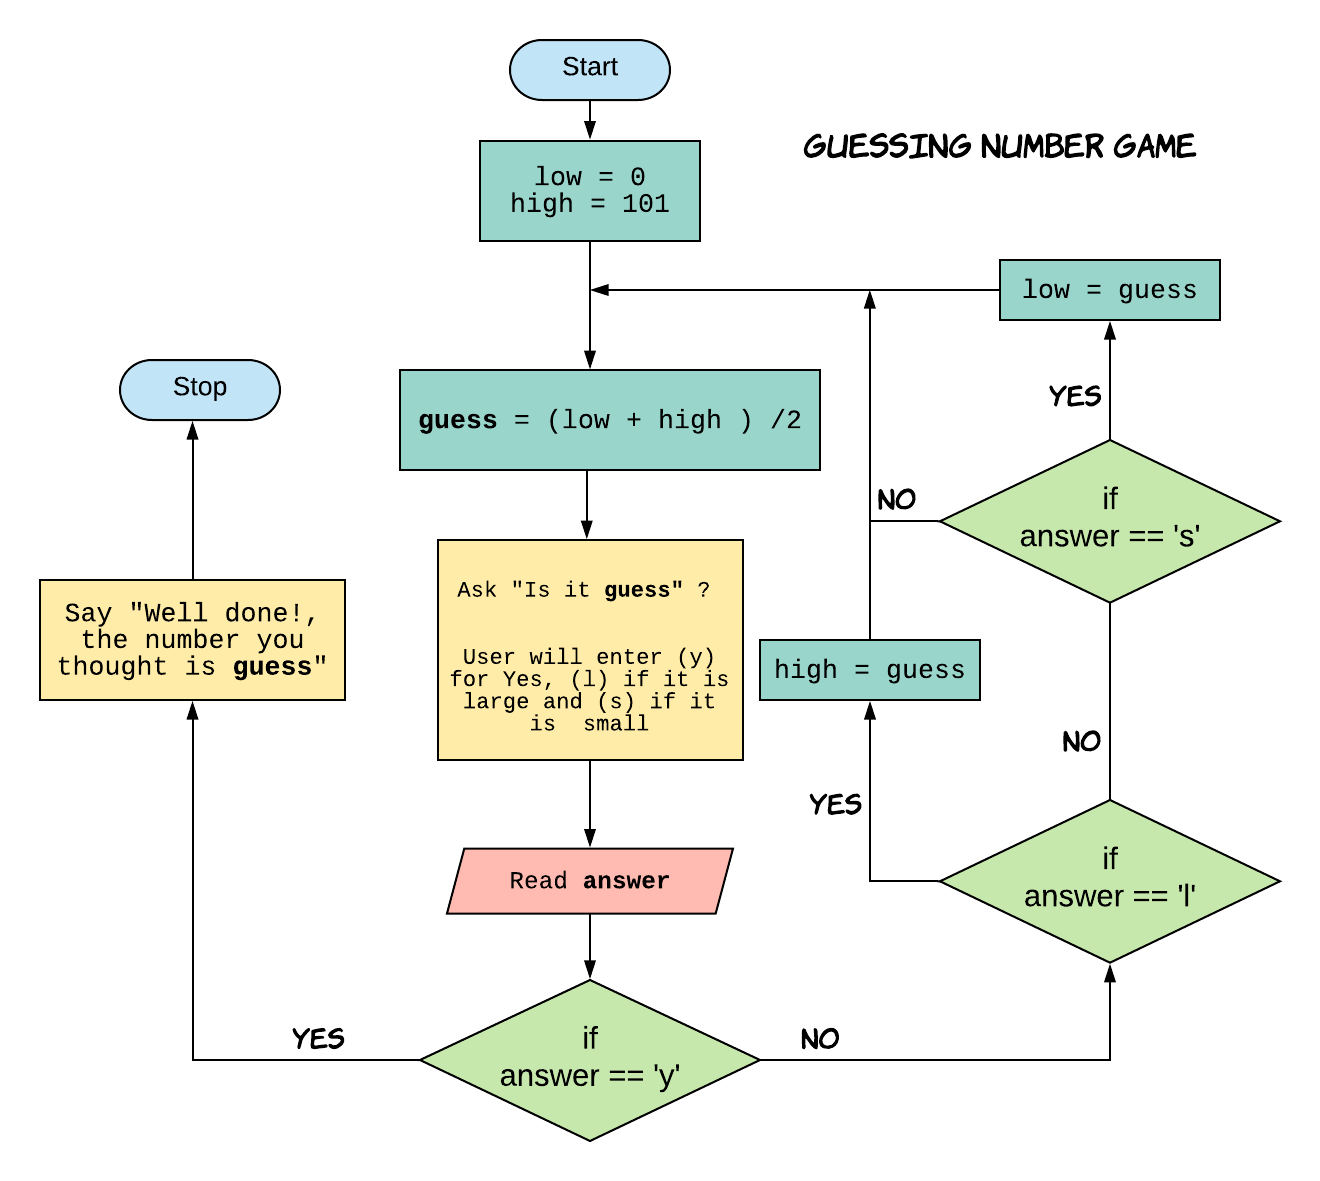 Start
GUESSING NUMBER GAME
low = 0
high = 101
low = guess
Stop
guess = (low + high ) /2
YES
NO
if
answer == 's'
Ask "Is it guess" ?
User will enter (y)
for Yes, (l) if it is
large and (s) if it
is  small
Say "Well done!,
the number you
thought is guess"
high = guess
NO
YES
Read answer
if
answer == 'l'
YES
NO
if
answer == 'y'